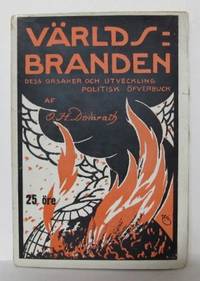 VÄRLDS=
BRANDEN
DESS ORSAKER OCH UTVECKLING
POLITISK ÖFVERBLICK
AF
O. H. Dumrath
25 öre